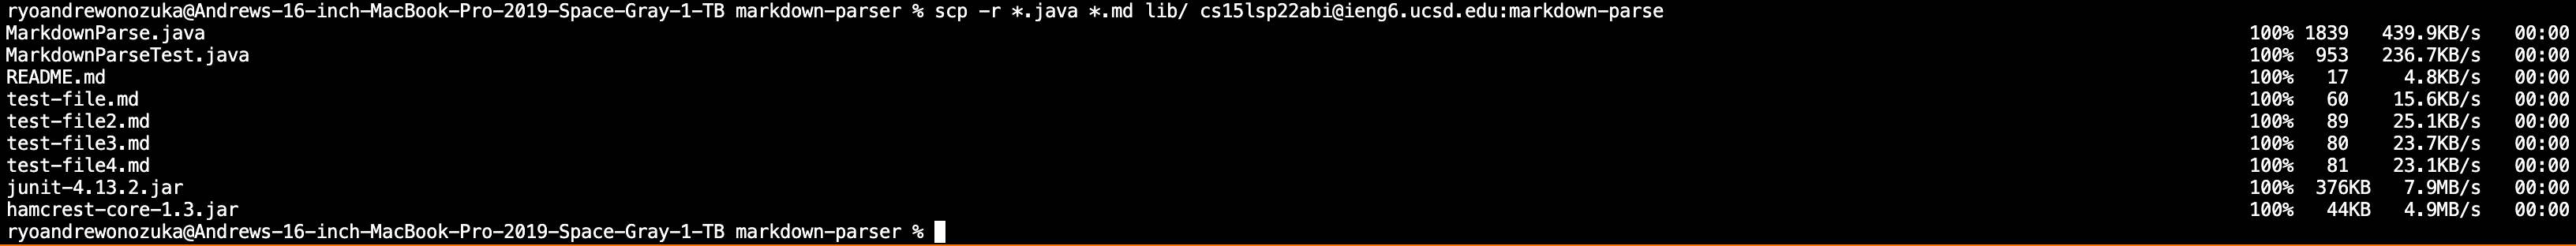 ryoandrewonozuka@Andrews-16-inch-MacBook-Pro-2019-Space-Gray-1-TB markdown-parser % scp -r *.java *.md lib/ cs15lsp22abi@ieng6.ucsd.edu:markdown-parse
MarkdownParse.java 100% 1839 439.9KB/s 00:00
MarkdownParseTest.java 100% 953 236.7KB/s 00:00
README.md 100% 17 4.8KB/s 00:00
test-file.md 100% 60 15.6KB/s 00:00
test-file2.md 100% 89 25.1KB/s 00:00
test-file3.md 100% 80 23.7KB/s 00:00
test-file4.md 100% 81 23.1KB/s 00:00
junit-4.13.2.jar 100% 376KB 7.9MB/s 00:00
hamcrest-core-1.3.jar 100% 44KB 4.9MB/s 00:00
ryoandrewonozuka@Andrews-16-inch-MacBook-Pro-2019-Space-Gray-1-TB markdown-parser %